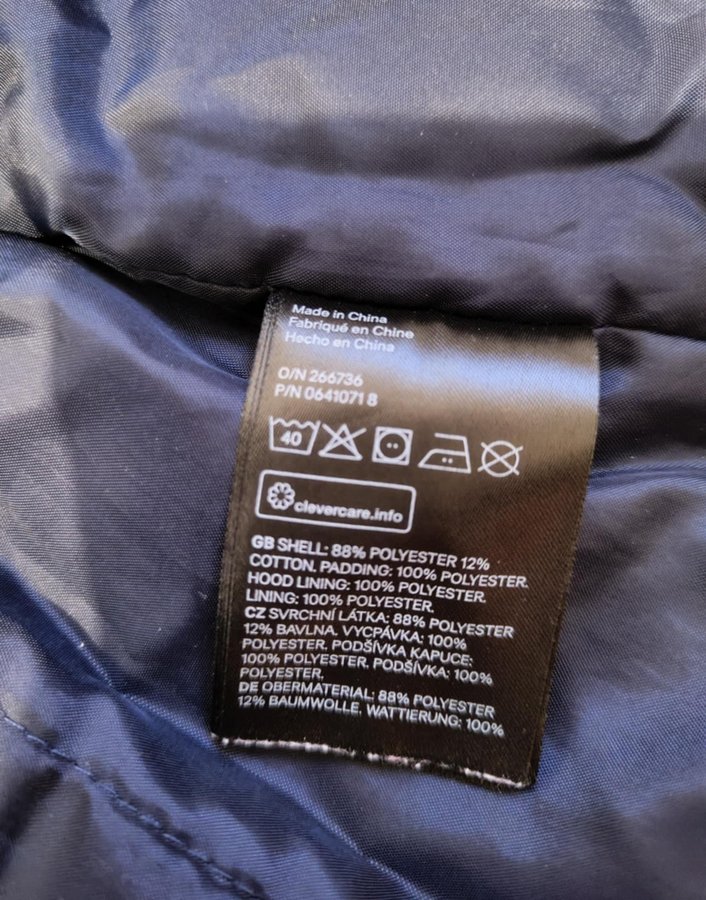 Made in China
Fabriqué en Chine
Hecho en China
O/N 266736
P/N 0641071 8
40
clevercare.info
GB SHELL: 88% POLYESTER 12%
COTTON. PADDING: 100% POLYESTER.
HOOD LINING: 100% POLYESTER.
LINING: 100% POLYESTER.
CZ SVRCHNÍ LÁTKA: 88% POLYESTER
12% BAVLNA. VYCPÁVKA: 100%
POLYESTER. PODŠÍVKA KAPUCE:
100% POLYESTER. PODŠÍVKA: 100%
POLYESTER.
DE OBERMATERIAL: 88% POLYESTER
12% BAUMWOLLE. WATTIERUNG: 100%